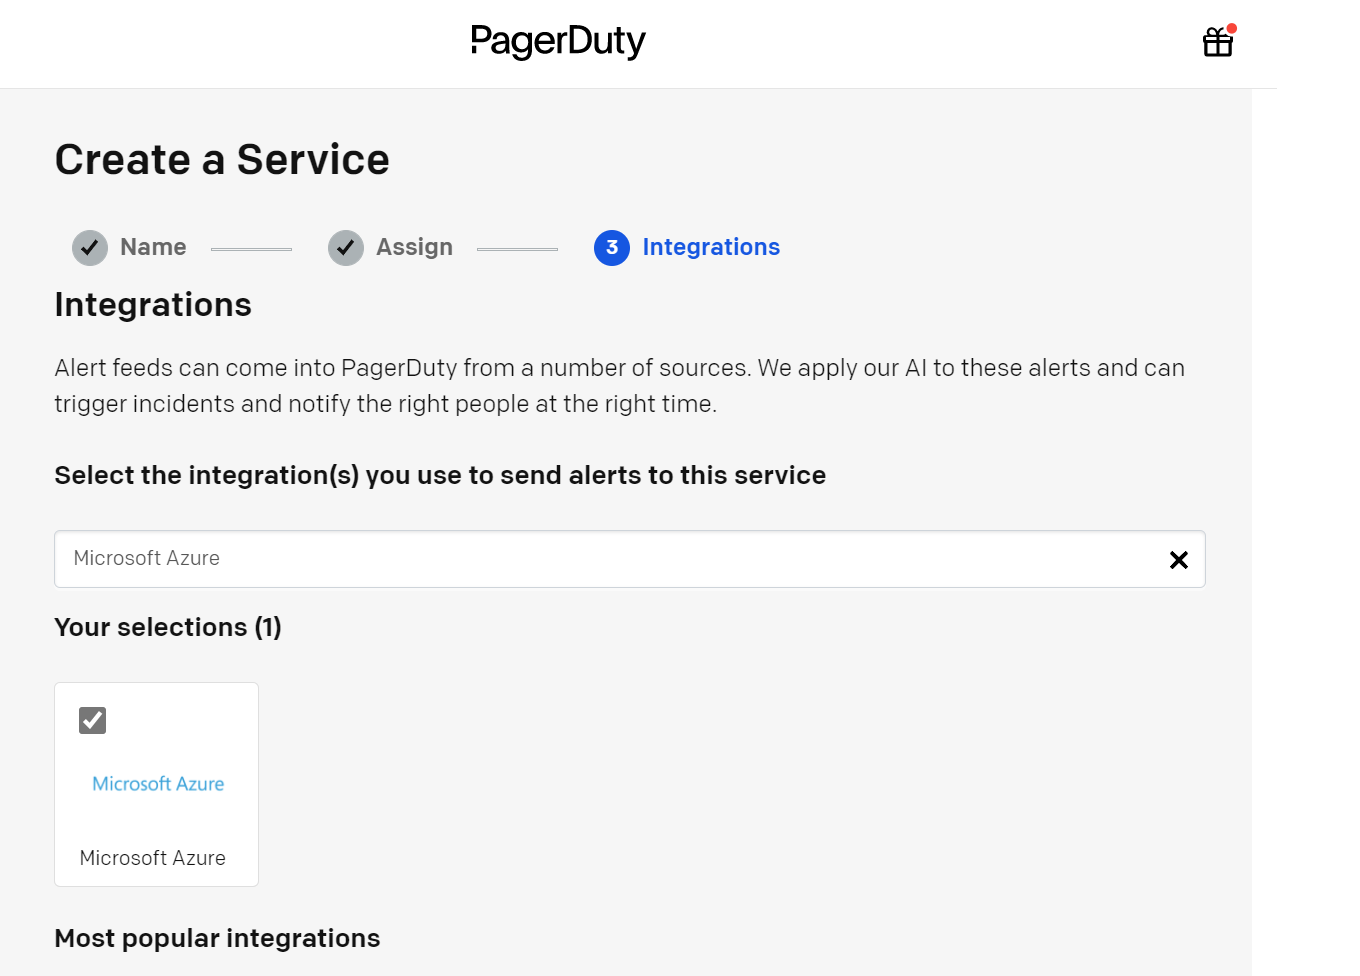 PagerDuty
Create a Service
Name
Assign
3 Integrations
Integrations
Alert feeds can come into PagerDuty from a number of sources. We apply our AI to these alerts and can
trigger incidents and notify the right people at the right time.
Select the integration(s) you use to send alerts to this service
Microsoft Azure
Your selections (1)
Microsoft Azure
Microsoft Azure
Most popular integrations